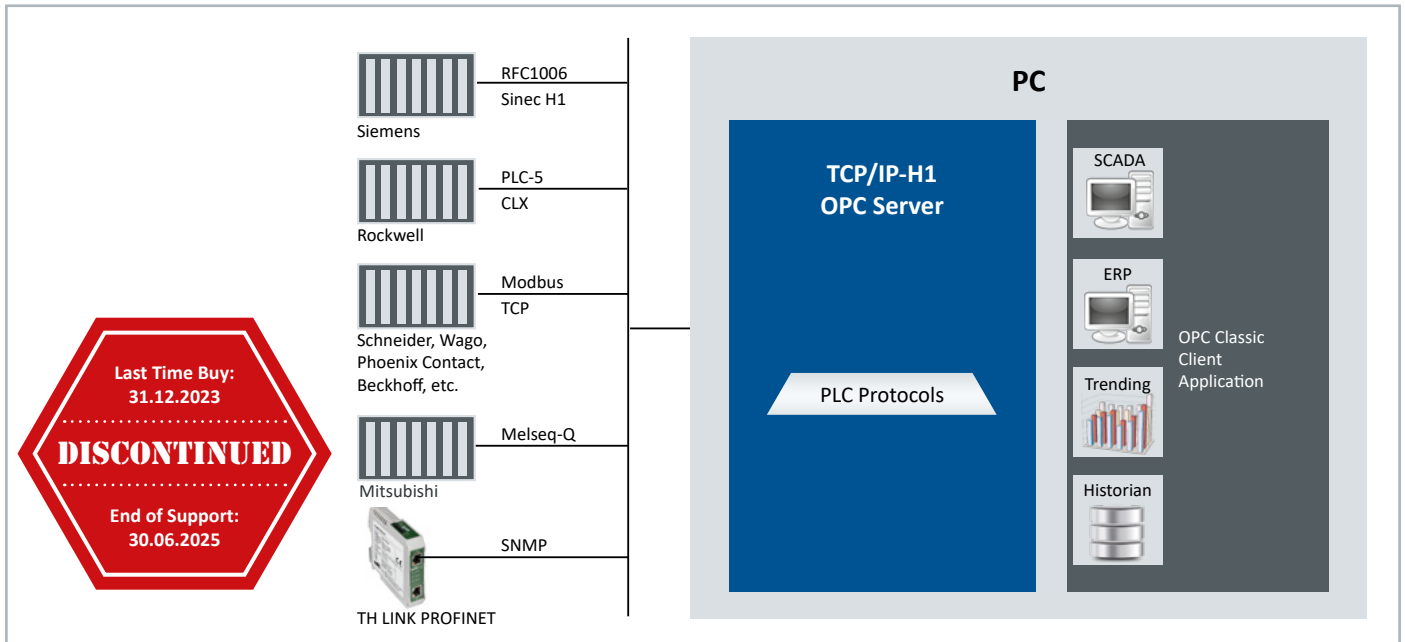 RFC1006
Sinec H1
Siemens
PLC-5
CLX
Rockwell
Modbus
TCP
Schneider, Wago,
Phoenix Contact,
Beckhoff, etc.
Melseq-Q
Mitsubishi
SNMP
TH LINK PROFINET
Last Time Buy:
31.12.2023
DISCONTINUED
End of Support:
30.06.2025
PC
TCP/IP-H1
OPC Server
PLC Protocols
SCADA
ERP
Trending
Historian
OPC Classic
Client
Application